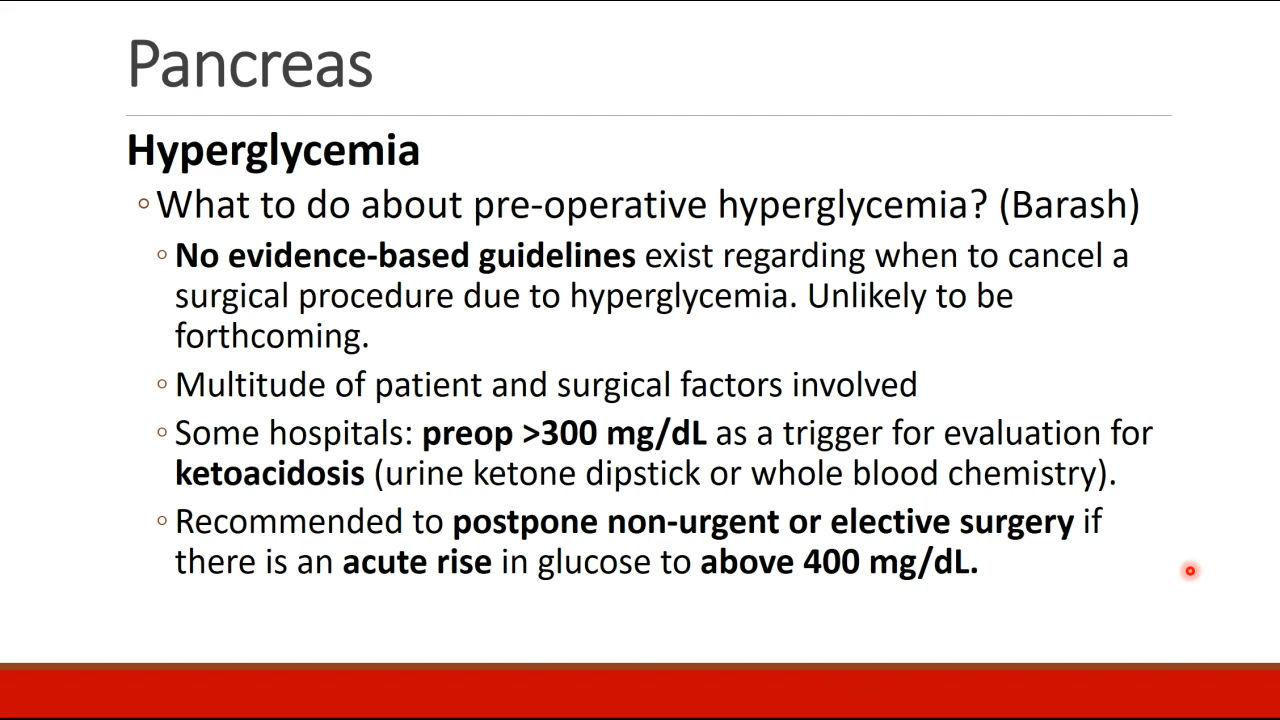 Pancreas
Hyperglycemia
◦What to do about pre-operative hyperglycemia? (Barash)
◦ No evidence-based guidelines exist regarding when to cancel a
surgical procedure due to hyperglycemia. Unlikely to be
forthcoming.
◦ Multitude of patient and surgical factors involved
◦ Some hospitals: preop >300 mg/dL as a trigger for evaluation for
ketoacidosis (urine ketone dipstick or whole blood chemistry).
◦ Recommended to postpone non-urgent or elective surgery if
there is an acute rise in glucose to above 400 mg/dL.